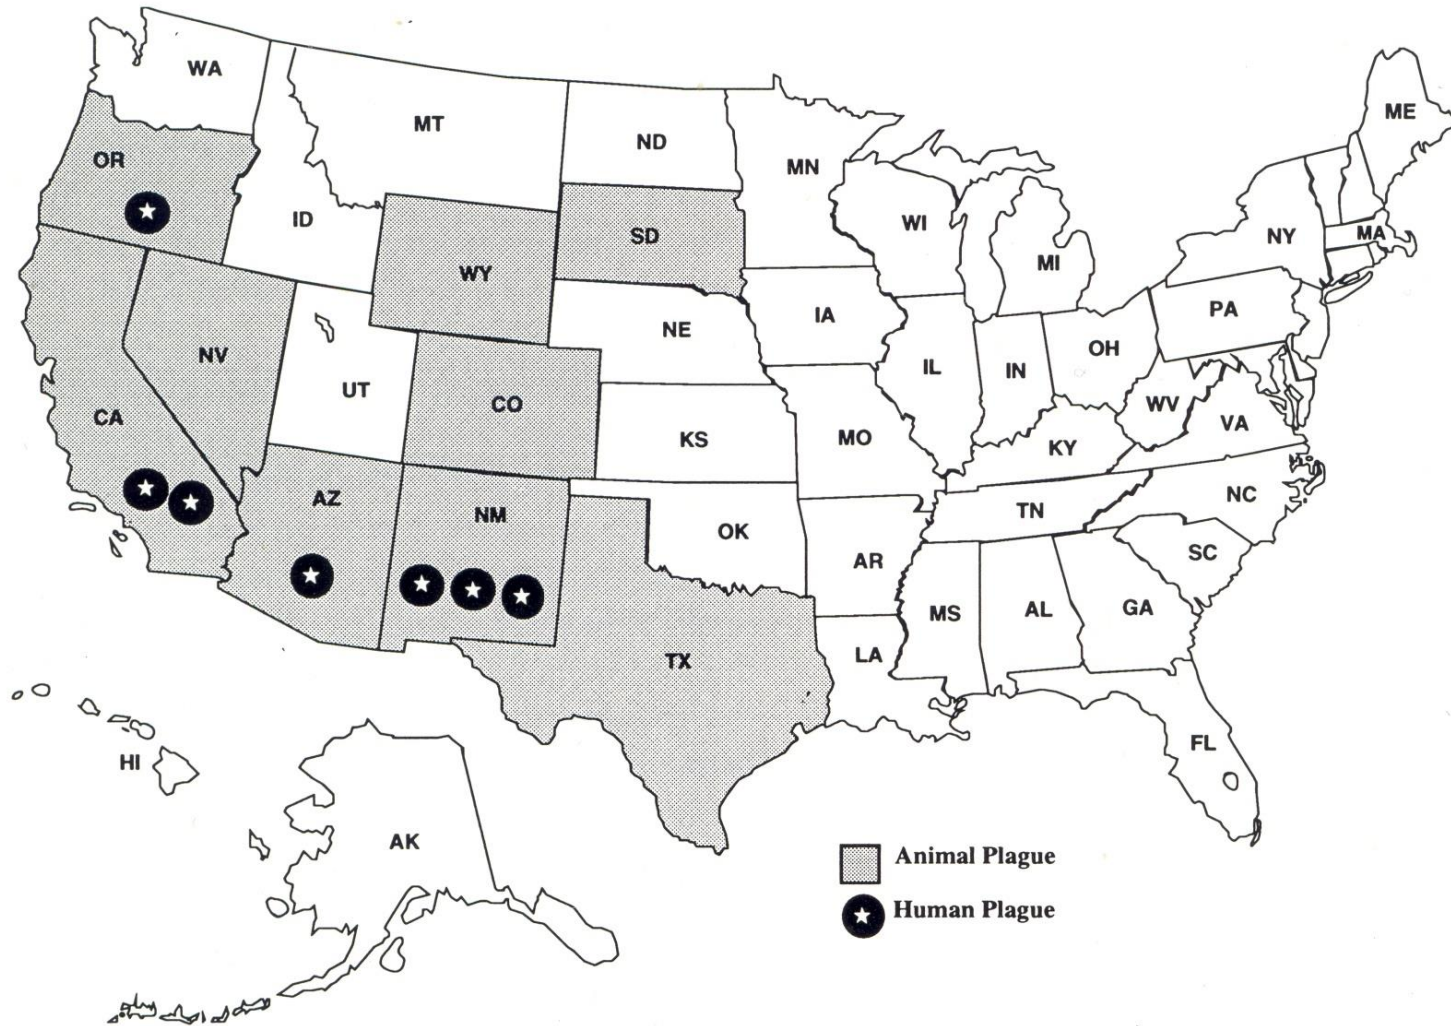 WA
MT
ND
MN
ME
OR
ID
WY
SD
WI
MI
NY
MA
NV
UT
CO
NE
IA
IL
IN
OH
PA
CA
KS
MO
KY
WV
VA
AZ
NM
OK
AR
TN
NC
SC
TX
LA
MS
AL
GA
FL
HI
AK
Animal Plague
Human Plague